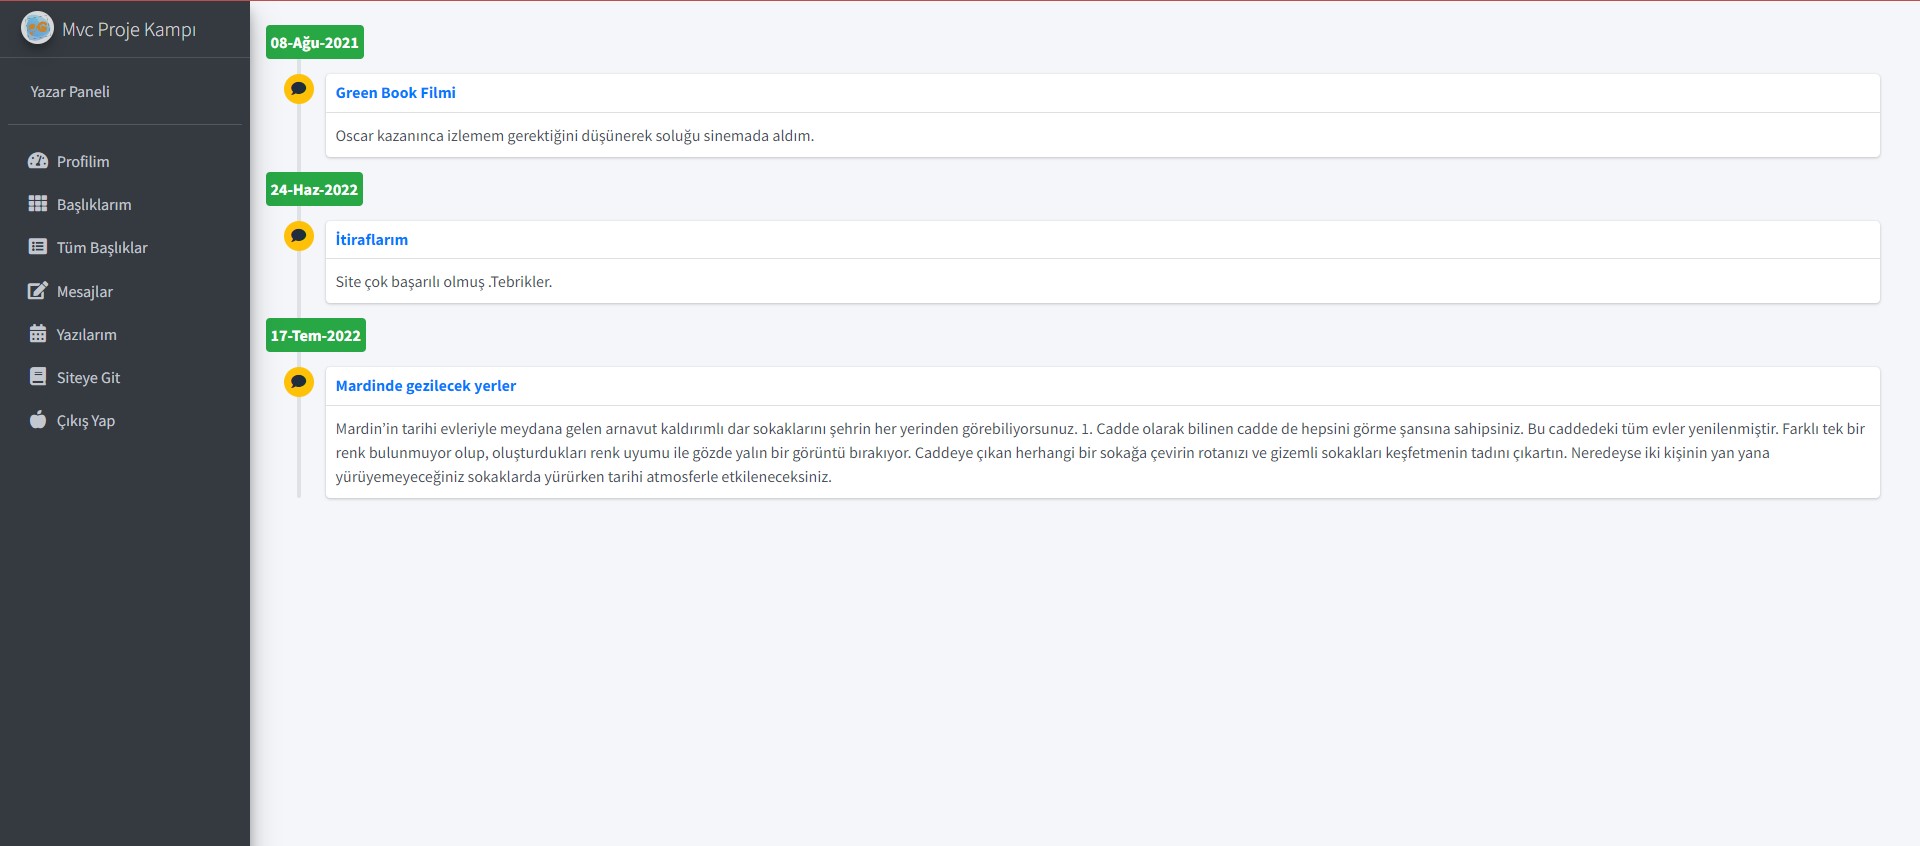 Mvc Proje Kampı
Yazar Paneli
Profilim
Başlıklarım
Tüm Başlıklar
Mesajlar
Yazılarım
Siteye Git
Çıkış Yap
08-Ağu-2021
Green Book Filmi
Oscar kazanınca izlemem gerektiğini düşünerek soluğu sinemada aldım.
24-Haz-2022
İtiraflarım
Site çok başarılı olmuş .Tebrikler.
17-Tem-2022
Mardinde gezilecek yerler
Mardin’in tarihi evleriyle meydana gelen arnavut kaldırımlı dar sokaklarını şehrin her yerinden görebiliyorsunuz. 1. Cadde olarak bilinen cadde de hepsini görme şansına sahipsiniz. Bu caddedeki tüm evler yenilenmiştir. Farklı tek bir
renk bulunmuyor olup, oluşturdukları renk uyumu ile gözde yalın bir görüntü bırakıyor. Caddeye çıkan herhangi bir sokağa çevirin rotanızı ve gizemli sokakları keşfetmenin tadını çıkartın. Neredeyse iki kişinin yan yana
yürüyemeyeceğiniz sokaklarda yürürken tarihi atmosferle etkileneceksiniz.